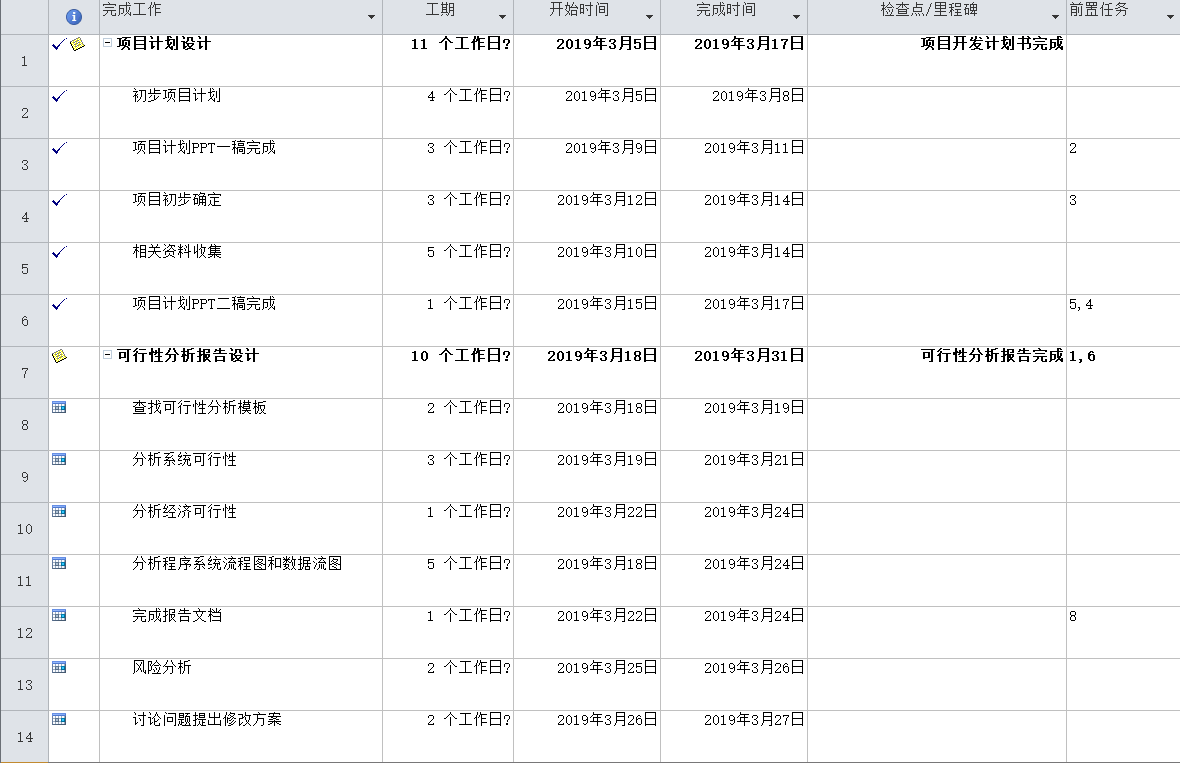 完成工作 工期 开始时间 完成时间 检查点/里程碑 前置任务
1 项目计划设计 11 个工作日? 2019年3月5日 2019年3月17日 项目开发计划书完成
2 初步项目计划 4 个工作日? 2019年3月5日 2019年3月8日
3 项目计划PPT一稿完成 3 个工作日? 2019年3月9日 2019年3月11日 2
4 项目初步确定 3 个工作日? 2019年3月12日 2019年3月14日 3
5 相关资料收集 5 个工作日? 2019年3月10日 2019年3月14日
6 项目计划PPT二稿完成 1 个工作日? 2019年3月15日 2019年3月17日 5,4
7 可行性分析报告设计 10 个工作日? 2019年3月18日 2019年3月31日 可行性分析报告完成 1,6
8 查找可行性分析模板 2 个工作日? 2019年3月18日 2019年3月19日
9 分析系统可行性 3 个工作日? 2019年3月19日 2019年3月21日
10 分析经济可行性 1 个工作日? 2019年3月22日 2019年3月24日
11 分析程序系统流程图和数据流图 5 个工作日? 2019年3月18日 2019年3月24日
12 完成报告文档 1 个工作日? 2019年3月22日 2019年3月24日 8
13 风险分析 2 个工作日? 2019年3月25日 2019年3月26日
14 讨论问题提出修改方案 2 个工作日? 2019年3月26日 2019年3月27日